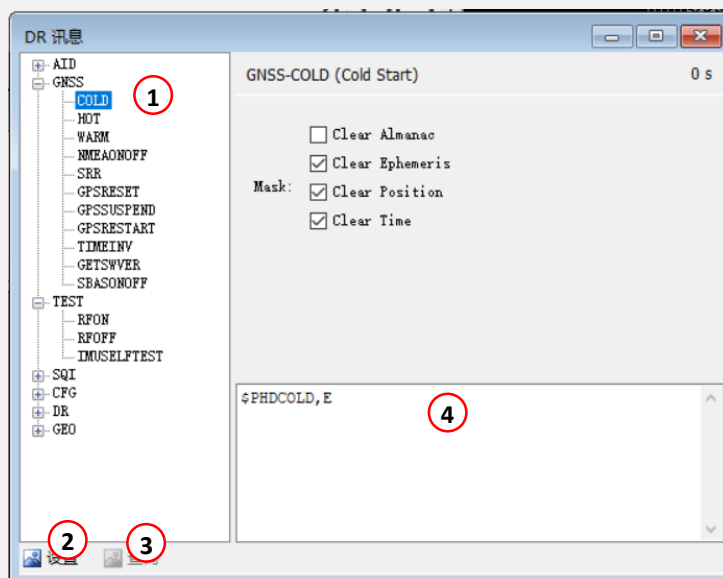 DR 讯息
AID
GNSS
COLD
HOT
WARM
NMEAONOFF
SRR
GPSRESET
GPSSUSPEND
GPSRESTART
TIMEINV
GETSWVER
SBASONOFF
TEST
RFON
RFOFF
IMUSELFTEST
SQI
CFG
DR
GEO
1
GNSS-COLD (Cold Start) 0 s
Clear Almanac
Clear Ephemeris
Mask: Clear Position
Clear Time
$PHDCOLD,E
4
2
3